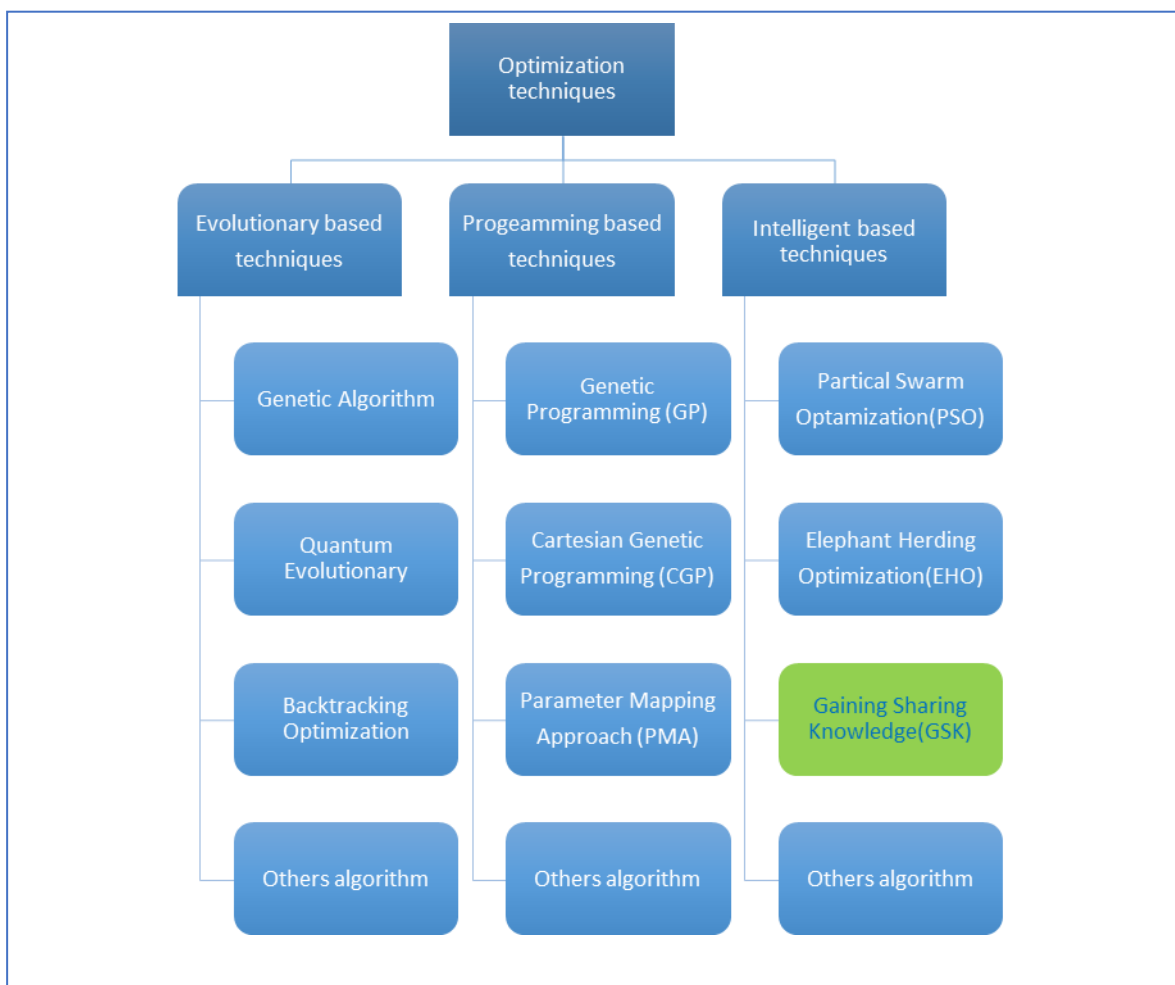 Optimization
techniques
Evolutionary based
techniques
Progeamming based
techniques
Intelligent based
techniques
Genetic Algorithm
Genetic
Programming (GP)
Partical Swarm
Optamization(PSO)
Quantum
Evolutionary
Cartesian Genetic
Programming (CGP)
Elephant Herding
Optimization(EHO)
Backtracking
Optimization
Parameter Mapping
Approach (PMA)
Gaining Sharing
Knowledge(GSK)
Others algorithm
Others algorithm
Others algorithm